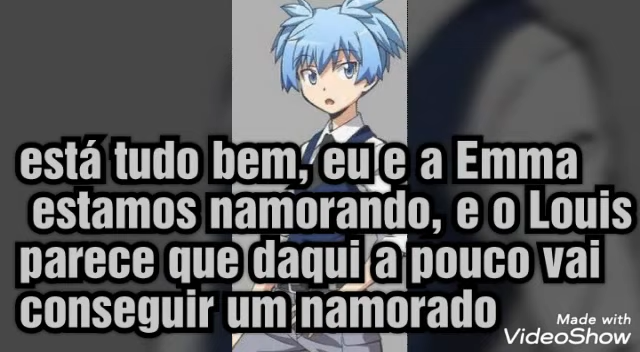 está tudo bem, eu e a Emma
estamos namorando, e o Louis
parece que daqui a pouco vai
conseguir um namorado
Made with
VideoShow